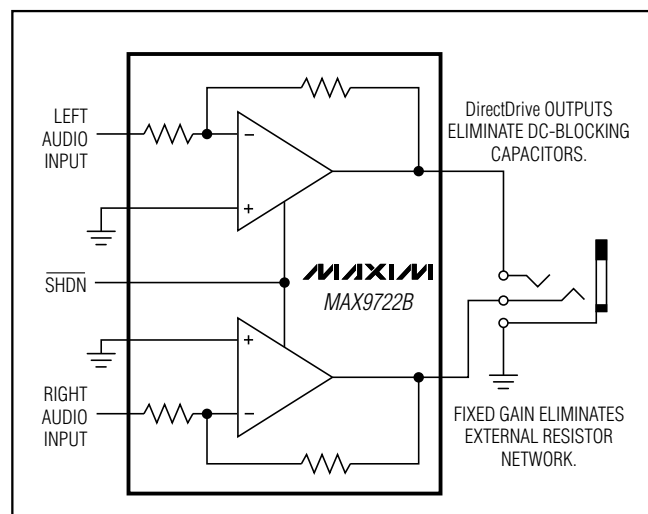 LEFT
AUDIO
INPUT
DirectDrive OUTPUTS
ELIMINATE DC-BLOCKING
CAPACITORS.
−
+
SHDN
MAXIM
MAX9722B
+
−
RIGHT
AUDIO
INPUT
FIXED GAIN ELIMINATES
EXTERNAL RESISTOR
NETWORK.